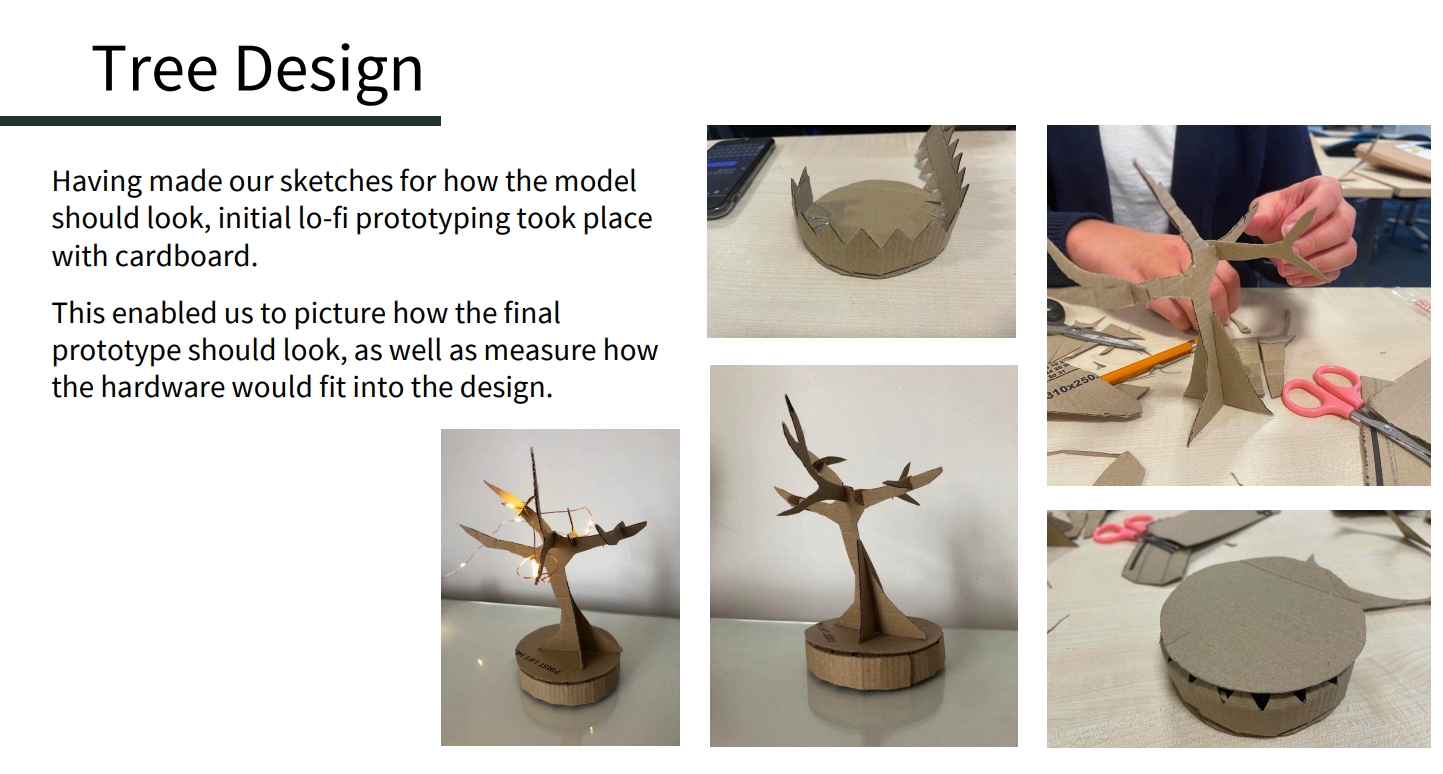 Tree Design
Having made our sketches for how the model
should look, initial lo-fi prototyping took place
with cardboard.
This enabled us to picture how the final
prototype should look, as well as measure how
the hardware would fit into the design.
310x250
FIRST LIFT